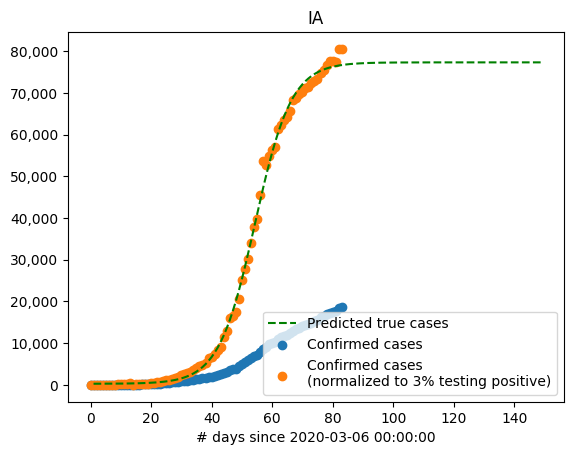 IA
80,000
70,000
60,000
50,000
40,000
30,000
20,000
10,000
0
Predicted true cases
Confirmed cases
Confirmed cases
(normalized to 3% testing positive)
0 20 40 60 80 100 120 140
# days since 2020-03-06 00:00:00